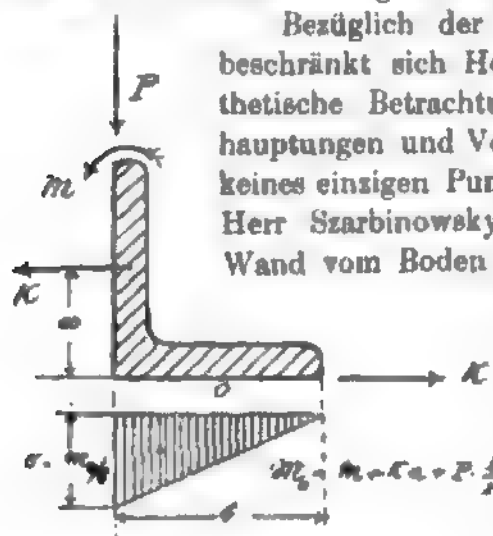 Bezüglich der
beschränkt sich He
thetische Betrachtu
hauptungen und Ve
keines einzigen Pun
Herr Szarbinowsky
Wand vom Boden
P
m
K
a
K